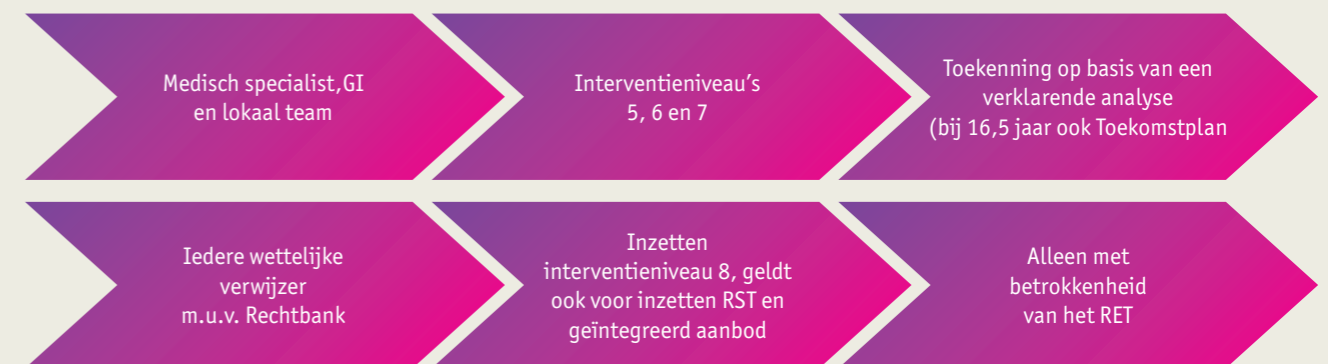 Medisch specialist,GI
en lokaal team
Interventieniveau's
5, 6 en 7
Toekenning op basis van een
verklarende analyse
(bij 16,5 jaar ook Toekomstplan
Iedere wettelijke
verwijzer
m.u.v. Rechtbank
Inzetten
interventieniveau 8, geldt
ook voor inzetten RST en
geïntegreerd aanbod
Alleen met
betrokkenheid
van het RET